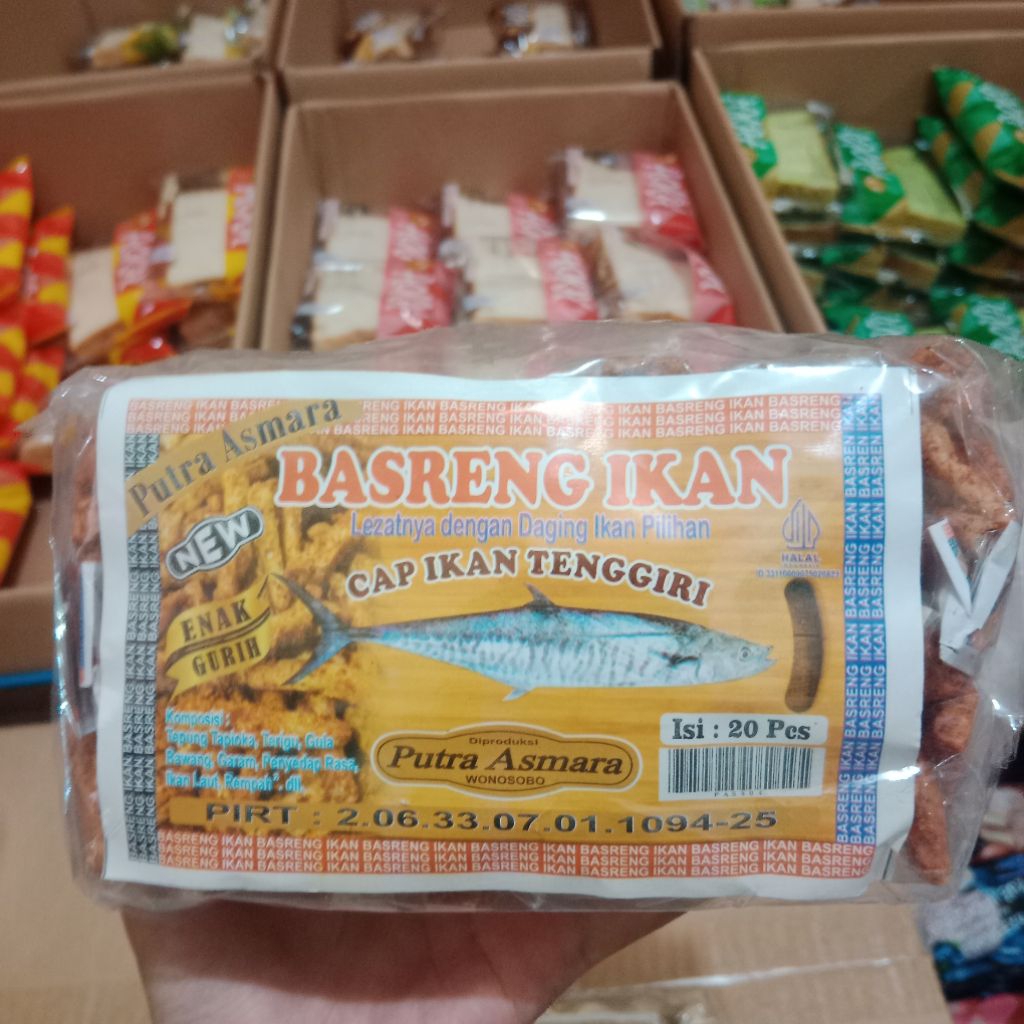 Putra Asmara
BASRENG IKAN
Lezatnya dengan Daging Ikan Pilihan
CAP IKAN TENGGIRI
NEW
ENAK
GURIH
HALAL
Komposisi :
Tepung Tapioka, Terigu, Gula
Bawang, Garam, Penyedap Rasa,
Ikan Laut, Rempah" dll
Diproduksi
Putra Asmara
WONOSOBO
Isi : 20 Pcs
PIRT : 2.06.33.07.01.1094-25
BASRENG IKAN BASRENG IKAN BASRENG IKAN BASRENG IKAN BASRENG IKAN